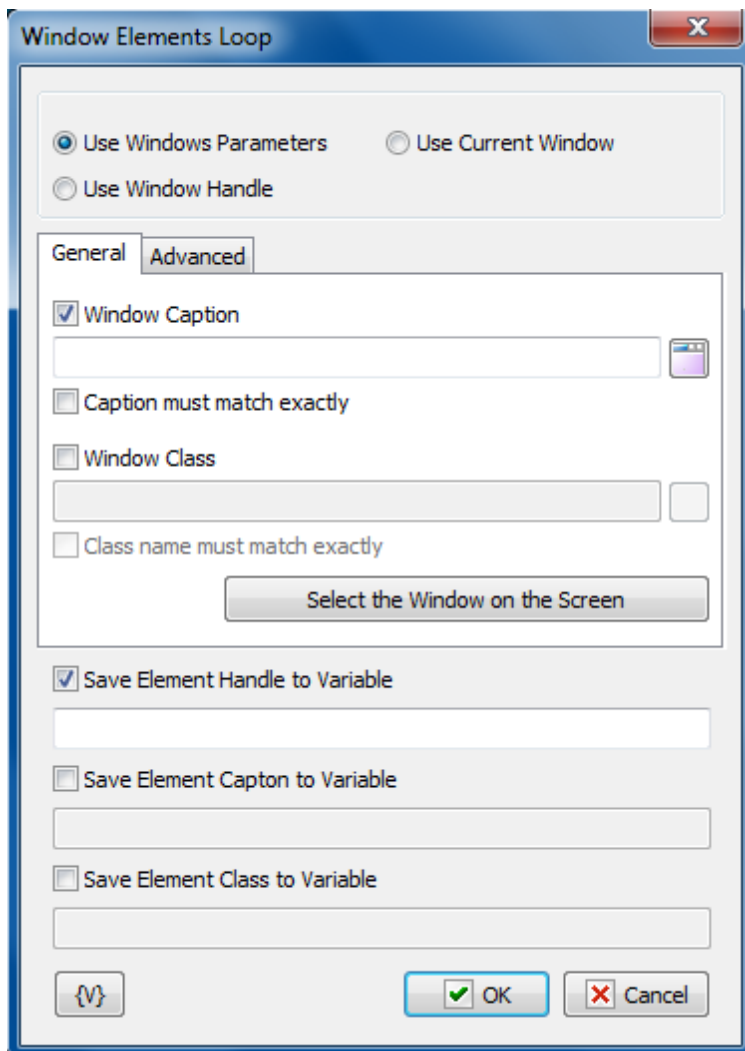 Window Elements Loop
Use Windows Parameters Use Current Window
Use Window Handle
General Advanced
Window Caption
Caption must match exactly
Window Class
Class name must match exactly
Select the Window on the Screen
Save Element Handle to Variable
Save Element Capton to Variable
Save Element Class to Variable
{V} OK Cancel